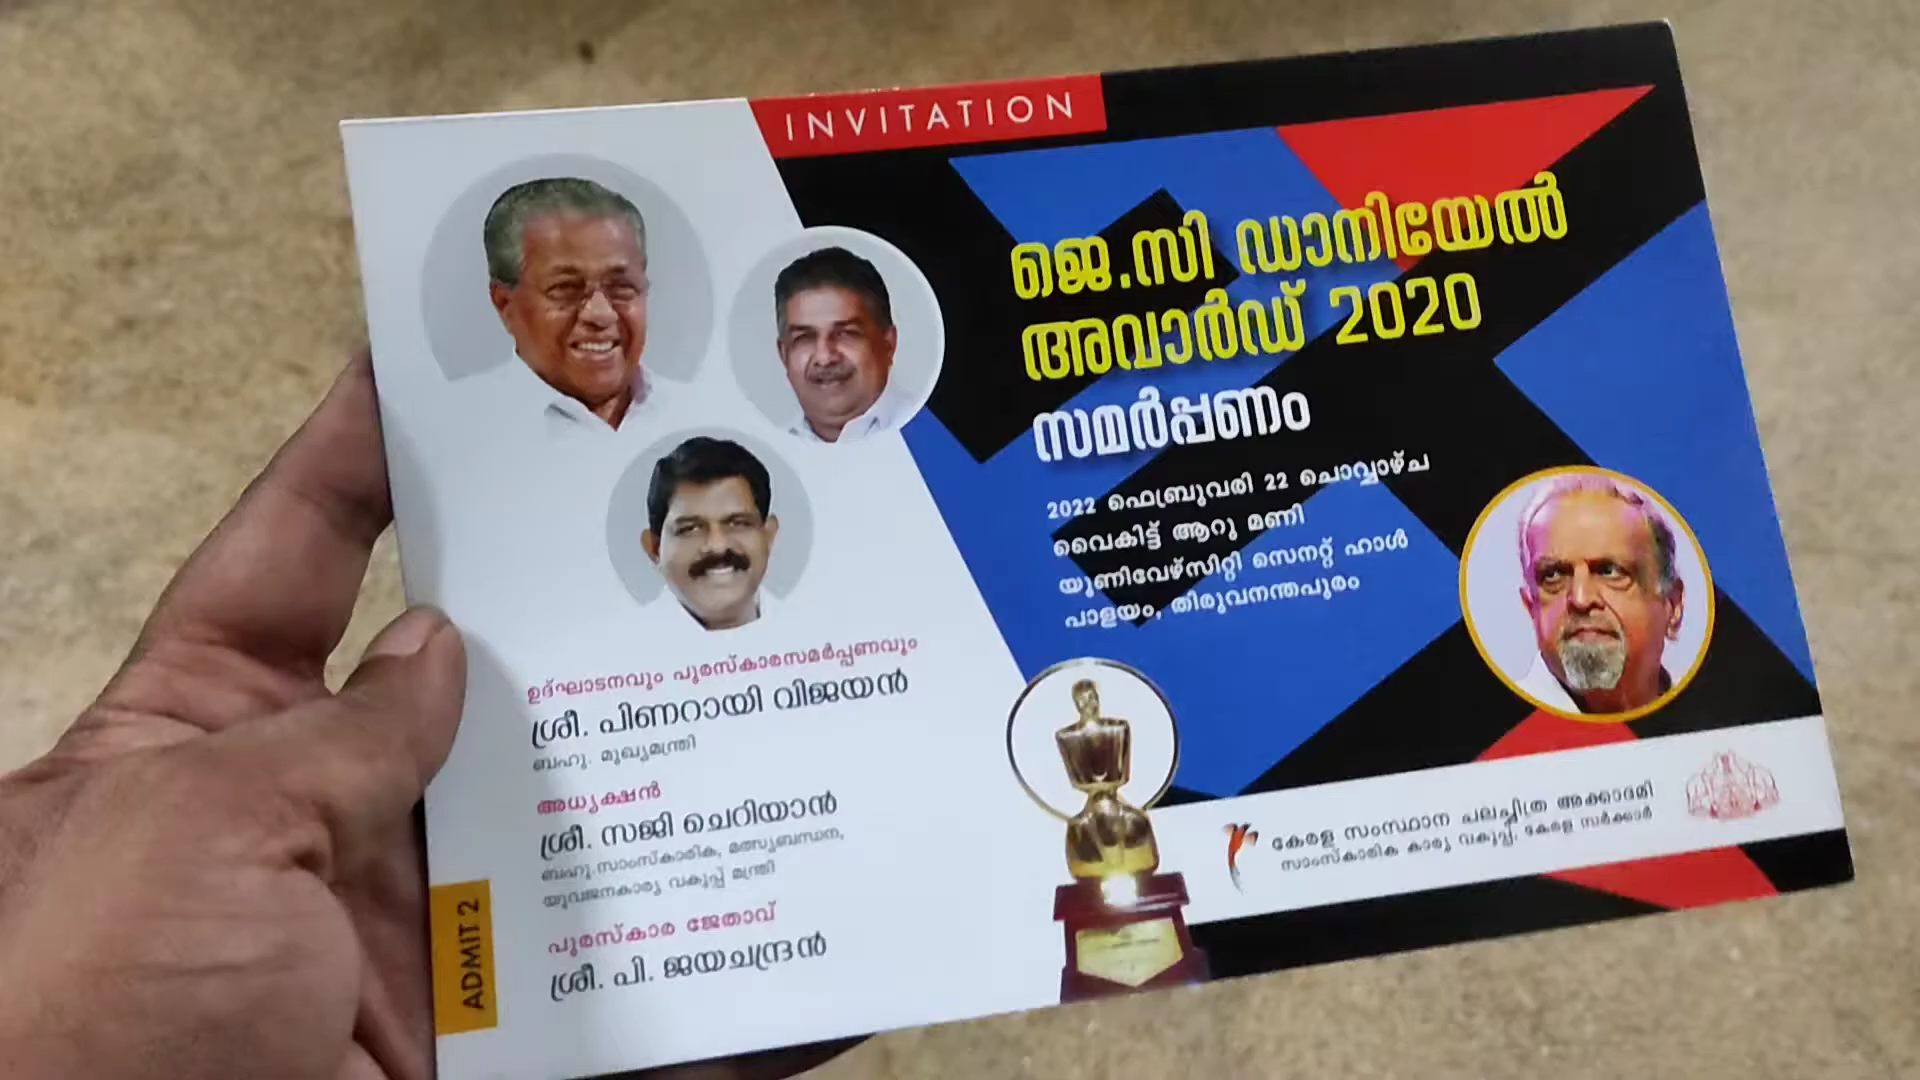 INVITATION
ജെ.സി ഡാനിയേൽ
അവാർഡ് 2020
സമർപ്പണം
2022 ഫെബ്രുവരി 22 ചൊവ്വാഴ്ച
വൈകിട്ട് ആറു മണി
യൂണിവേഴ്സിറ്റി സെനറ്റ് ഹാൾ
പാളയം, തിരുവനന്തപുരം
ഉദ്ഘാടനവും പുരസ്കാരസമർപ്പണവും
ശ്രീ. പിണറായി വിജയൻ
ബഹു. മുഖ്യമന്ത്രി
അധ്യക്ഷൻ
ശ്രീ. സജി ചെറിയാൻ
ബഹു.സാംസ്കാരിക, മത്സ്യബന്ധന,
യുവജനകാര്യ വകുപ്പ് മന്ത്രി
പുരസ്കാര ജേതാവ്
ശ്രീ. പി. ജയചന്ദ്രൻ
ADMIT 2
കേരള സംസ്ഥാന ചലച്ചിത്ര അക്കാദമി
സാംസ്കാരിക കാര്യ വകുപ്പ്, കേരള സർക്കാർ